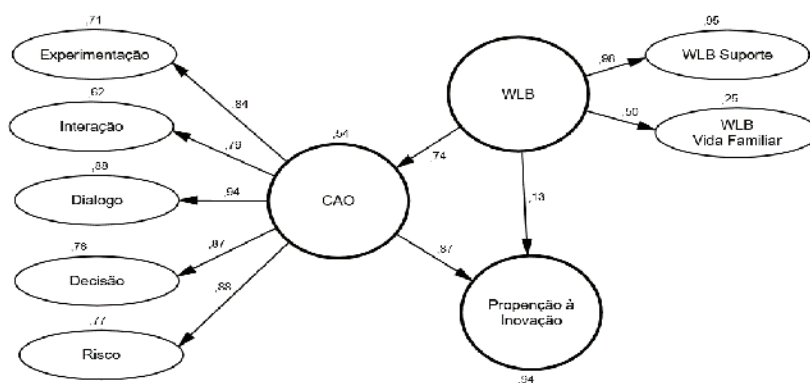 ,71
Experimentação
,84
,62
Interação
,79
,88
Dialogo
,94
,76
Decisão
,87
,77
Risco
,88
,54
CAO
WLB
,74
,13
,87
Propenção à
Inovação
,94
,95
WLB Suporte
,98
,25
WLB
Vida Familiar
,50